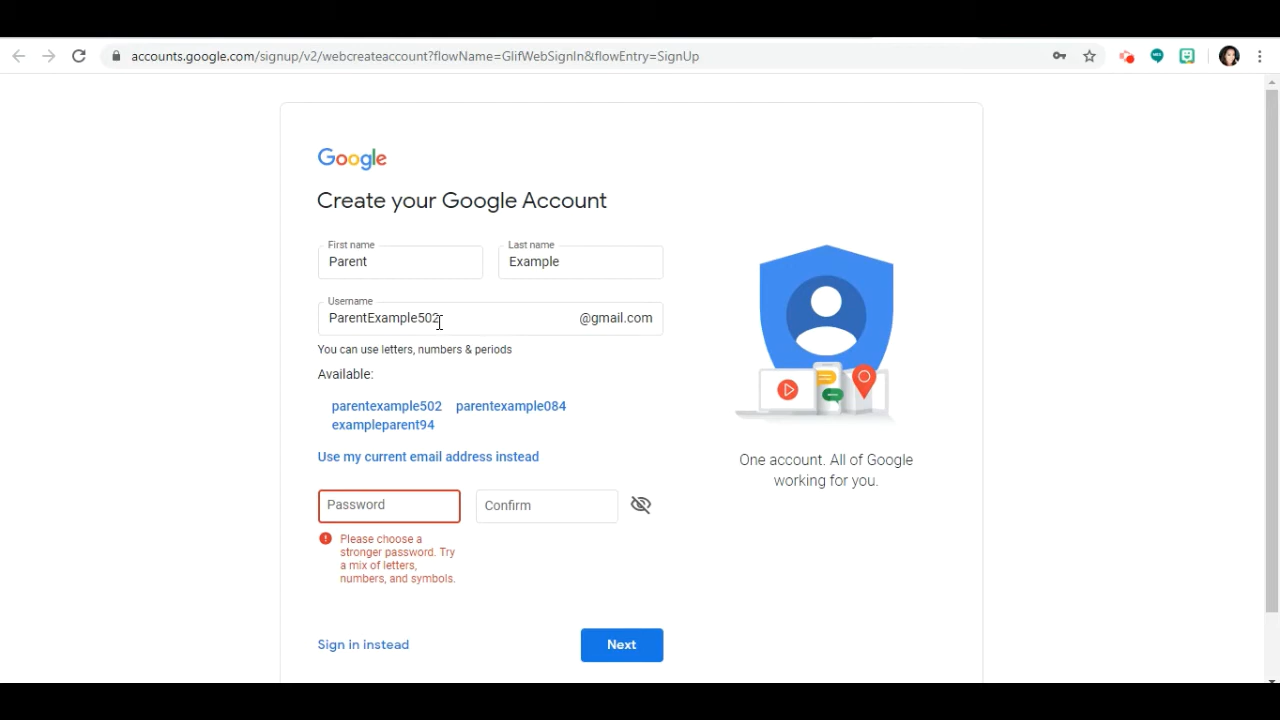 accounts.google.com/signup/v2/webcreateaccount?flowName=GlifWebSignIn&flowEntry=SignUp
Google
Create your Google Account
First name
Last name
Parent
Example
Username
ParentExample502
@gmail.com
You can use letters, numbers & periods
Available:
parentexample502 parentexample084
exampleparent94
Use my current email address instead
Password
Confirm
Please choose a
stronger password. Try
a mix of letters,
numbers, and symbols.
Sign in instead
Next
One account. All of Google
working for you.